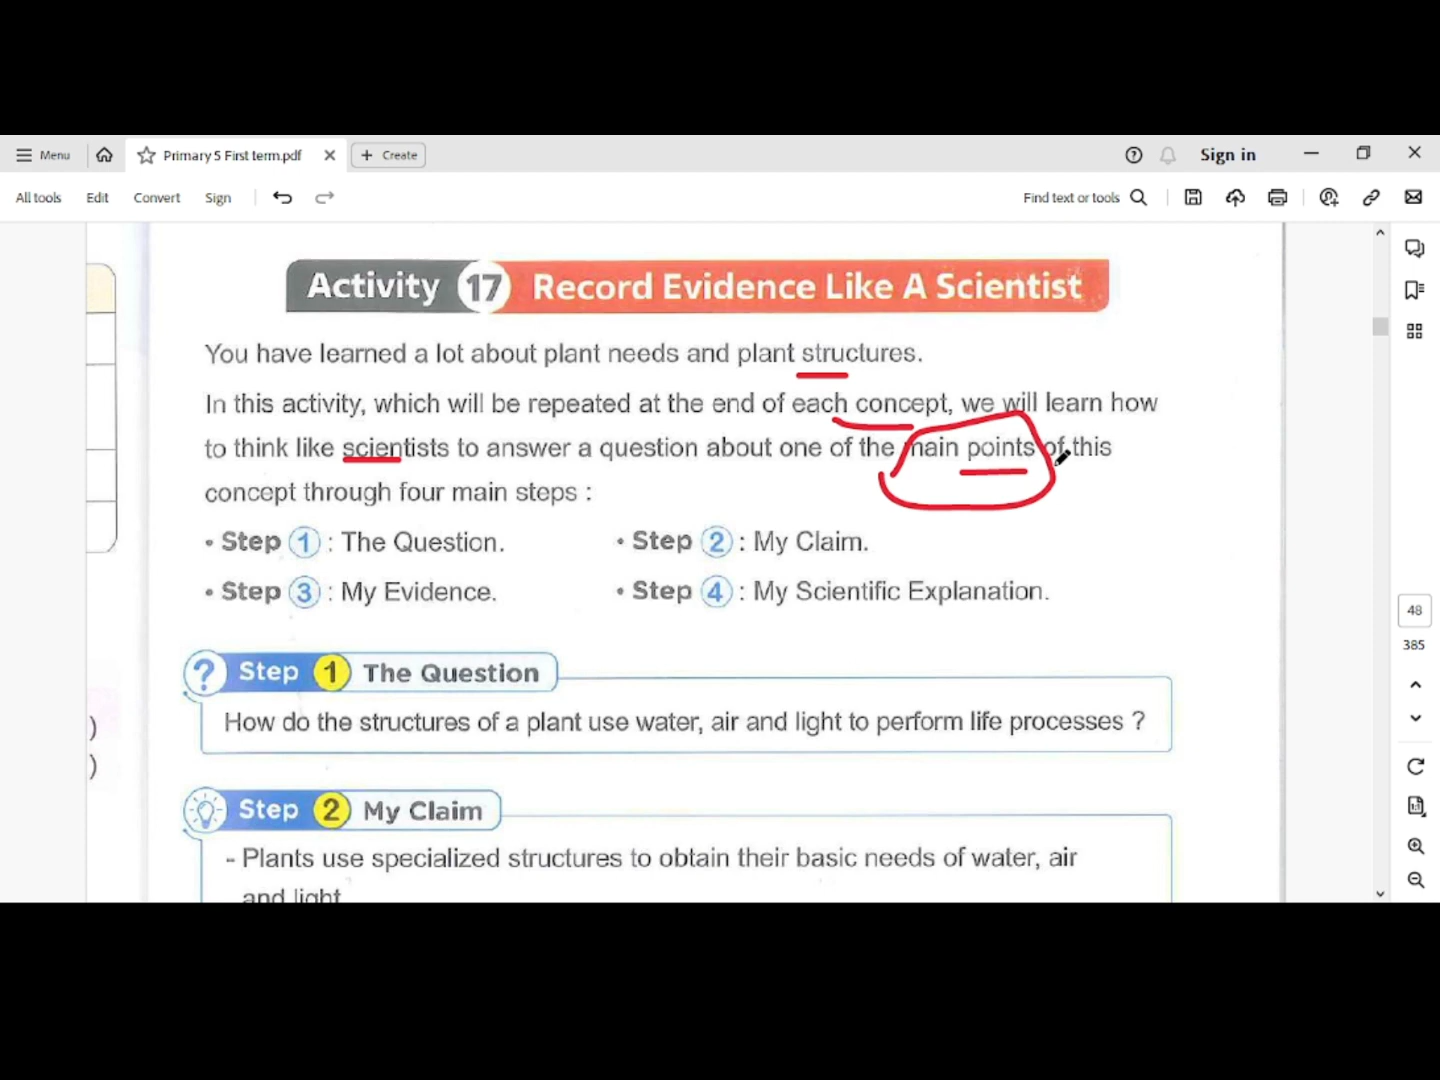 Menu
Primary 5 First term.pdf
Create
Sign in
All tools
Edit
Convert
Sign
Find text or tools
Activity 17 Record Evidence Like A Scientist
You have learned a lot about plant needs and plant structures.
In this activity, which will be repeated at the end of each concept, we will learn how
to think like scientists to answer a question about one of the main points of this
concept through four main steps :
• Step 1 : The Question.
• Step 2 : My Claim.
• Step 3 : My Evidence.
• Step 4 : My Scientific Explanation.
? Step 1 The Question
How do the structures of a plant use water, air and light to perform life processes ?
Step 2 My Claim
- Plants use specialized structures to obtain their basic needs of water, air
and light
)
)
48
385